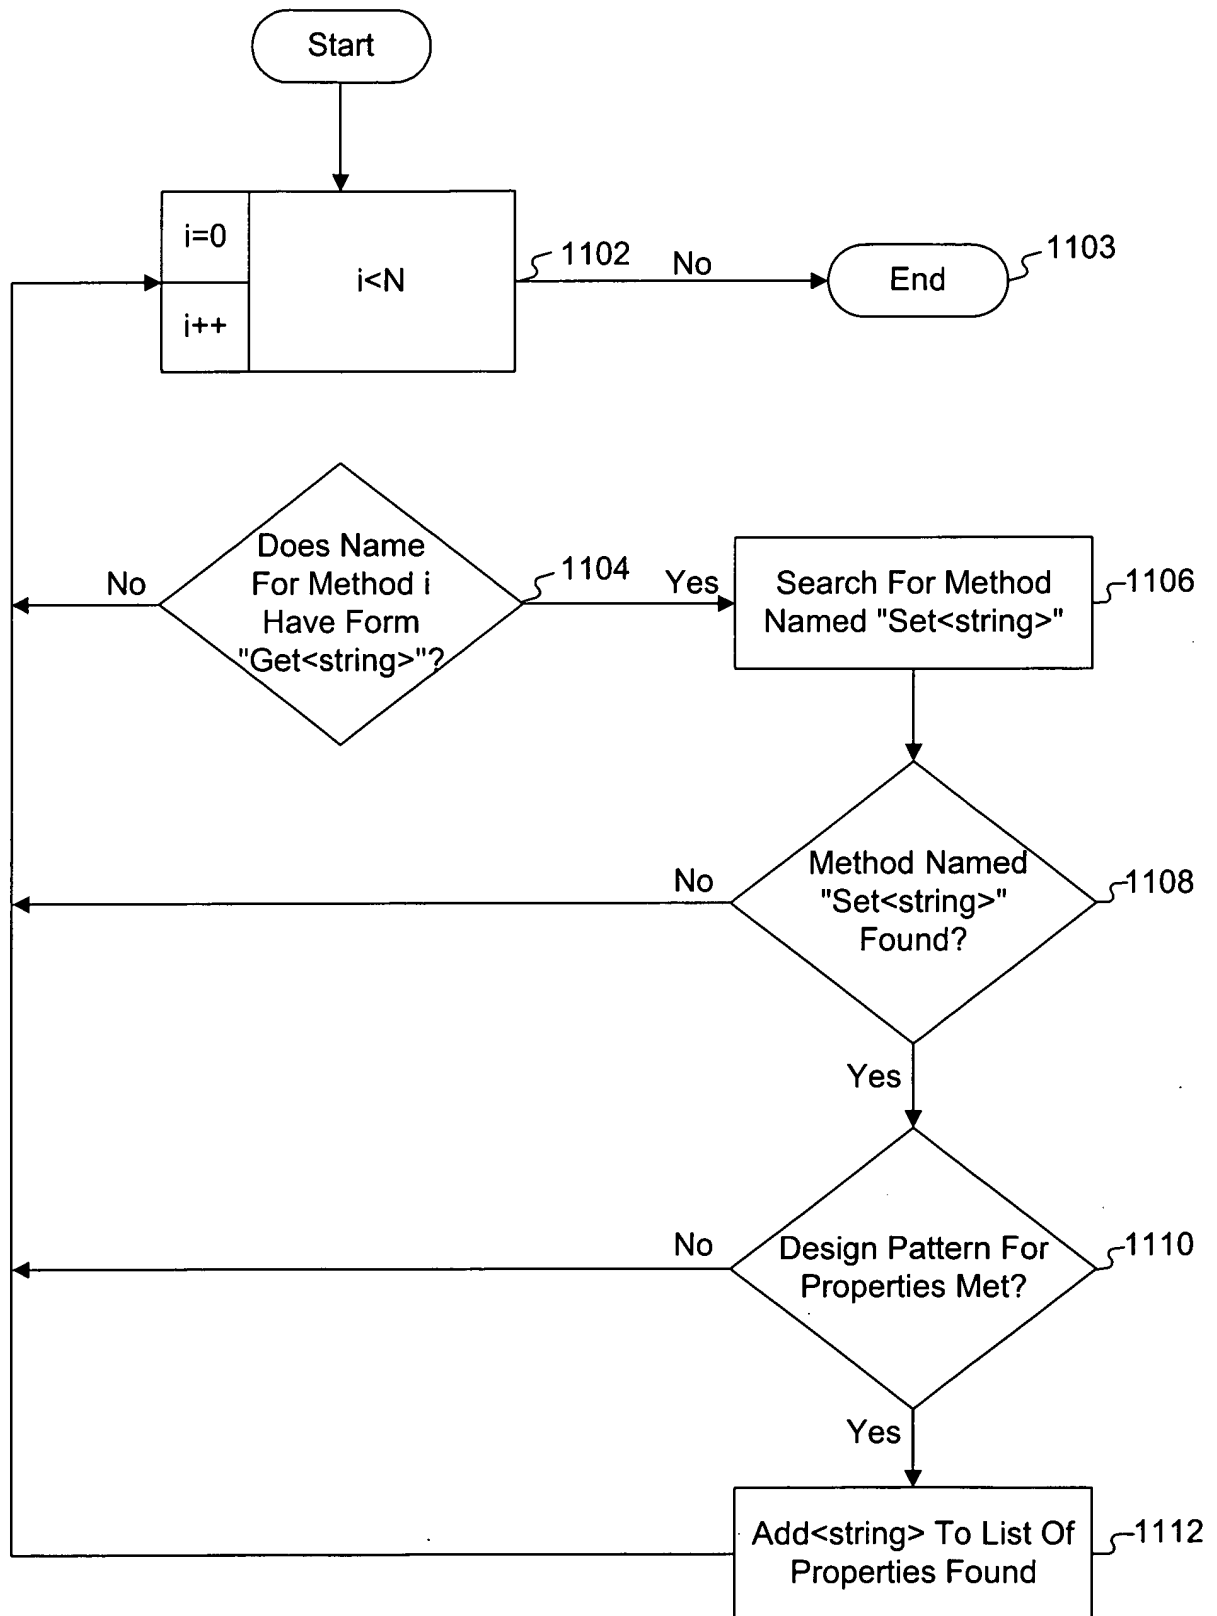 Start
i=0
i<N
i++
1102
No
End
1103
Does Name
For Method i
Have Form
"Get<string>"?
1104
No
Yes
Search For Method
Named "Set<string>"
1106
Method Named
"Set<string>"
Found?
1108
No
Yes
Design Pattern For
Properties Met?
1110
No
Yes
Add<string> To List Of
Properties Found
1112